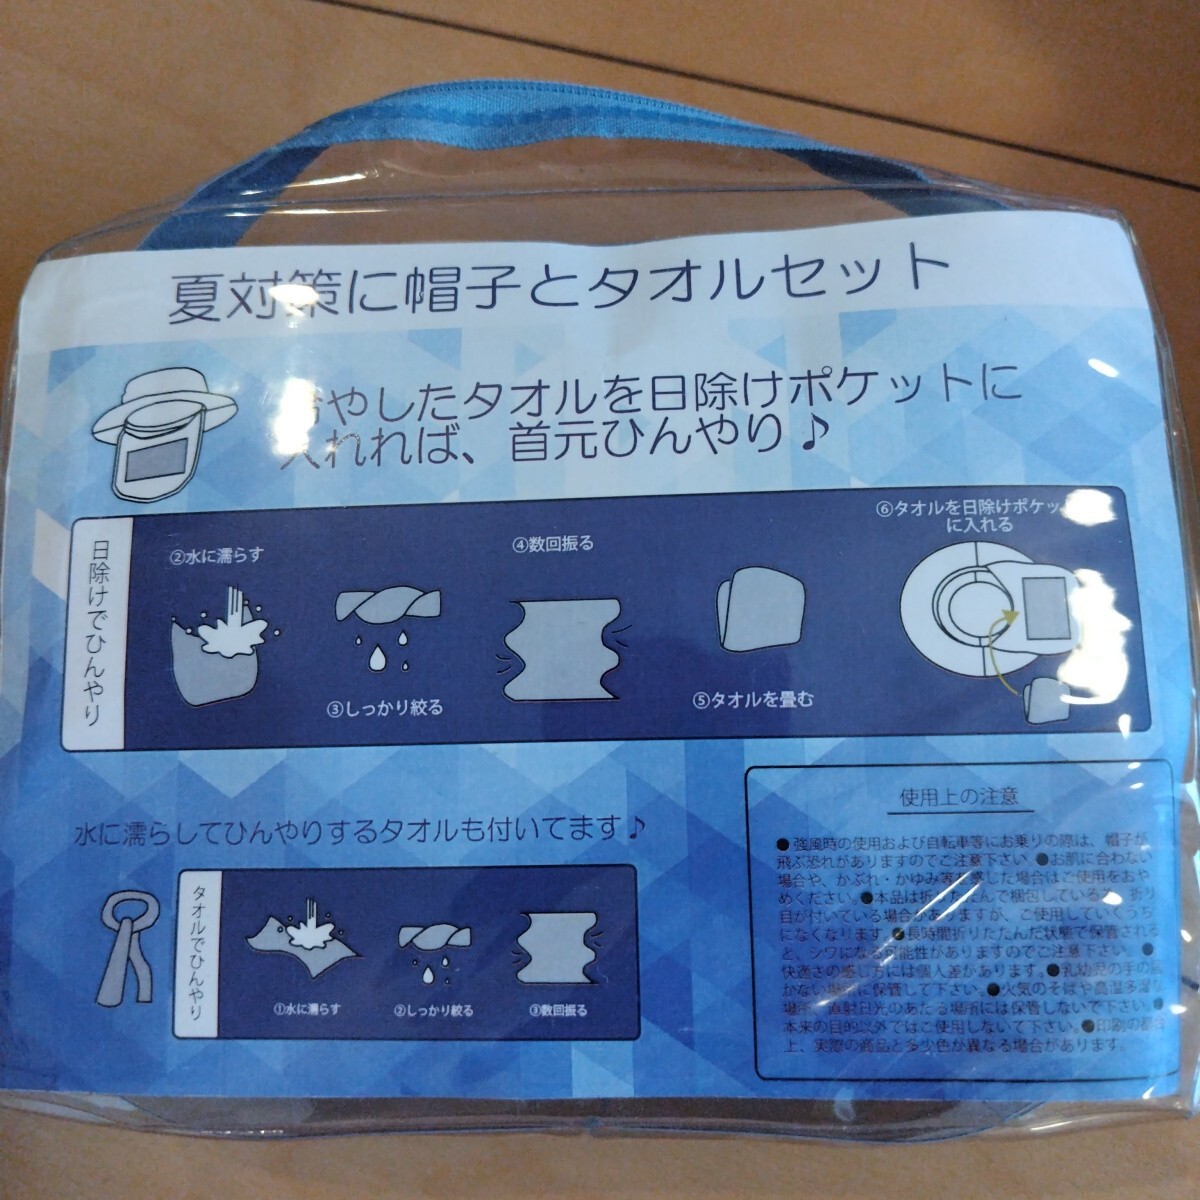 夏対策に帽子とタオルセット
やしたタオルを日除けポケットに
入れれば、首元ひんやり♪
日除けでひんやり
②水に濡らす
③しっかり絞る
④数回振る
⑤タオルを畳む
⑥タオルを日除けポケッ
に入れる
水に濡らしてひんやりするタオルも付いてます♪
タオルでひんやり
①水に濡らす
②しっかり絞る
③数回振る
使用上の注意
●強風時の使用および自転車等にお乗りの際は、帽子が
飛ぶ恐れがありますのでご注意下さい。●お肌に合わない
場合や、かぶれ・かゆみ等を感じた場合はご使用をおや
めください。●本品は折りたたんで梱包している為、折り
目が付いている場合がありますが、ご使用していくうち
になくなります。●長時間折りたたんだ状態で保管される
と、シワになる可能性がありますのでご注意下さい。●
快適さの感じ方には個人差があります。●乳幼児の手の届
かない場所に保管して下さい。●火気のそばや高温多湿な
場所、直射日光のあたる場所には保管しないで下さい。●
本来の目的以外ではご使用しないで下さい。●印刷の都合
上、実際の商品と多少色が異なる場合があります。